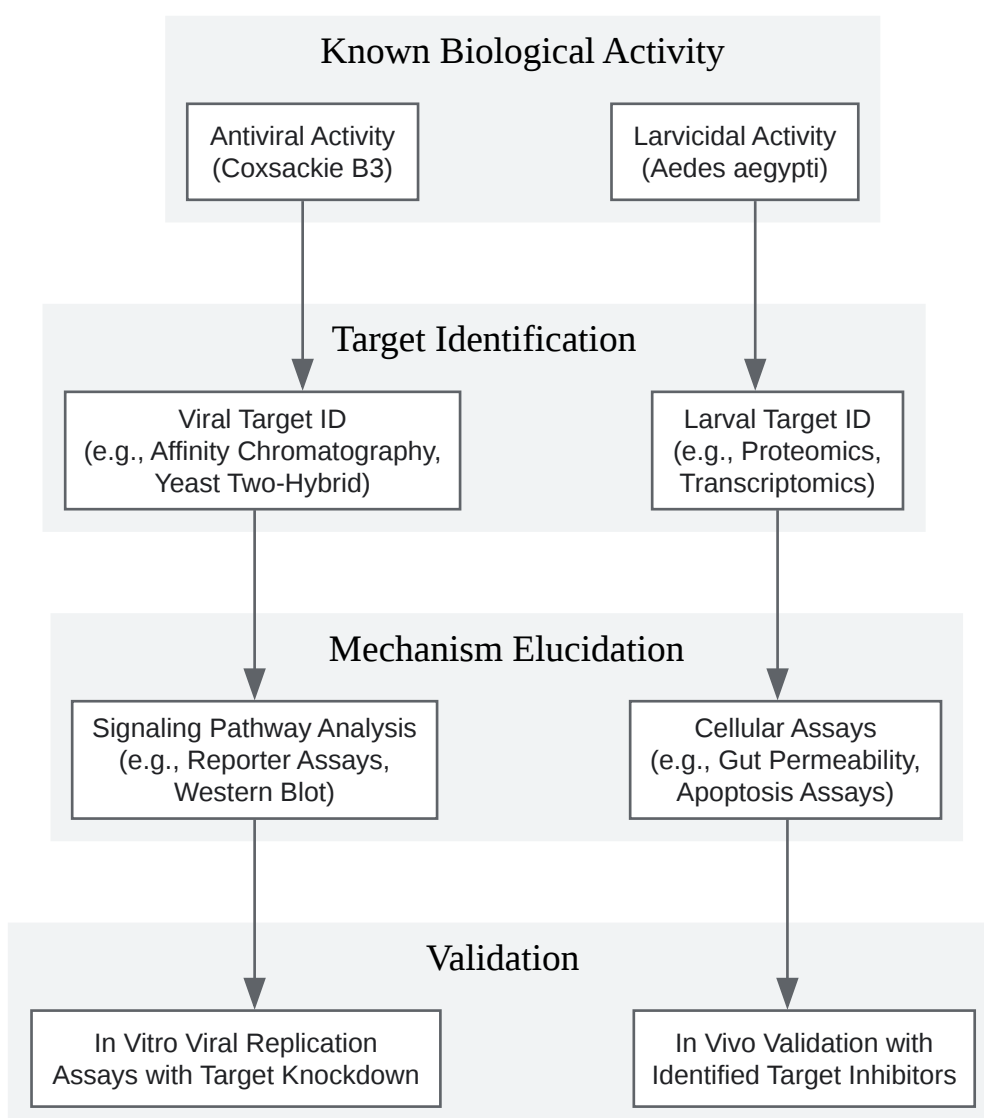 Known Biological Activity
Antiviral Activity
(Coxsackie B3)
Larvicidal Activity
(Aedes aegypti)
Target Identification
Viral Target ID
(e.g., Affinity Chromatography,
Yeast Two-Hybrid)
Larval Target ID
(e.g., Proteomics,
Transcriptomics)
Mechanism Elucidation
Signaling Pathway Analysis
(e.g., Reporter Assays,
Western Blot)
Cellular Assays
(e.g., Gut Permeability,
Apoptosis Assays)
Validation
In Vitro Viral Replication
Assays with Target Knockdown
In Vivo Validation with
Identified Target Inhibitors